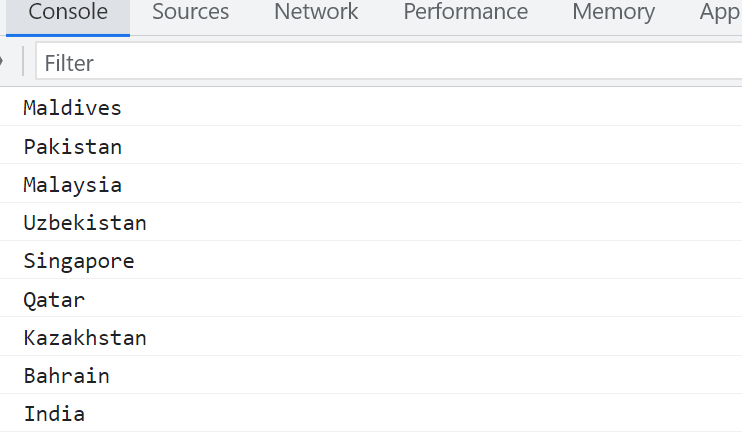 Console Sources Network Performance Memory App
Filter
Maldives
Pakistan
Malaysia
Uzbekistan
Singapore
Qatar
Kazakhstan
Bahrain
India